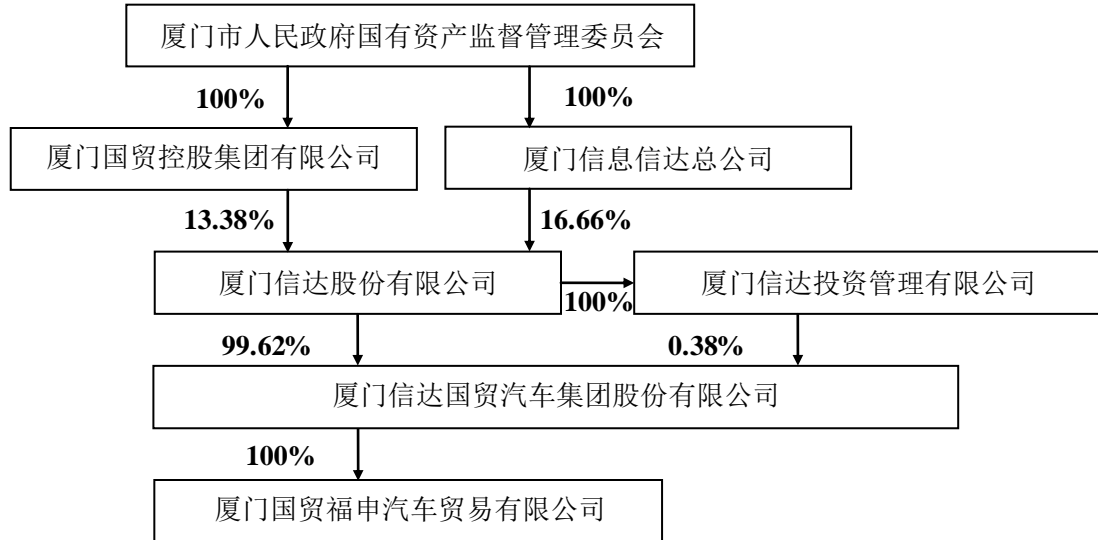 厦门市人民政府国有资产监督管理委员会
100%
100%
厦门国贸控股集团有限公司
厦门信息信达总公司
13.38%
16.66%
厦门信达股份有限公司
100%
厦门信达投资管理有限公司
99.62%
0.38%
厦门信达国贸汽车集团股份有限公司
100%
厦门国贸福申汽车贸易有限公司